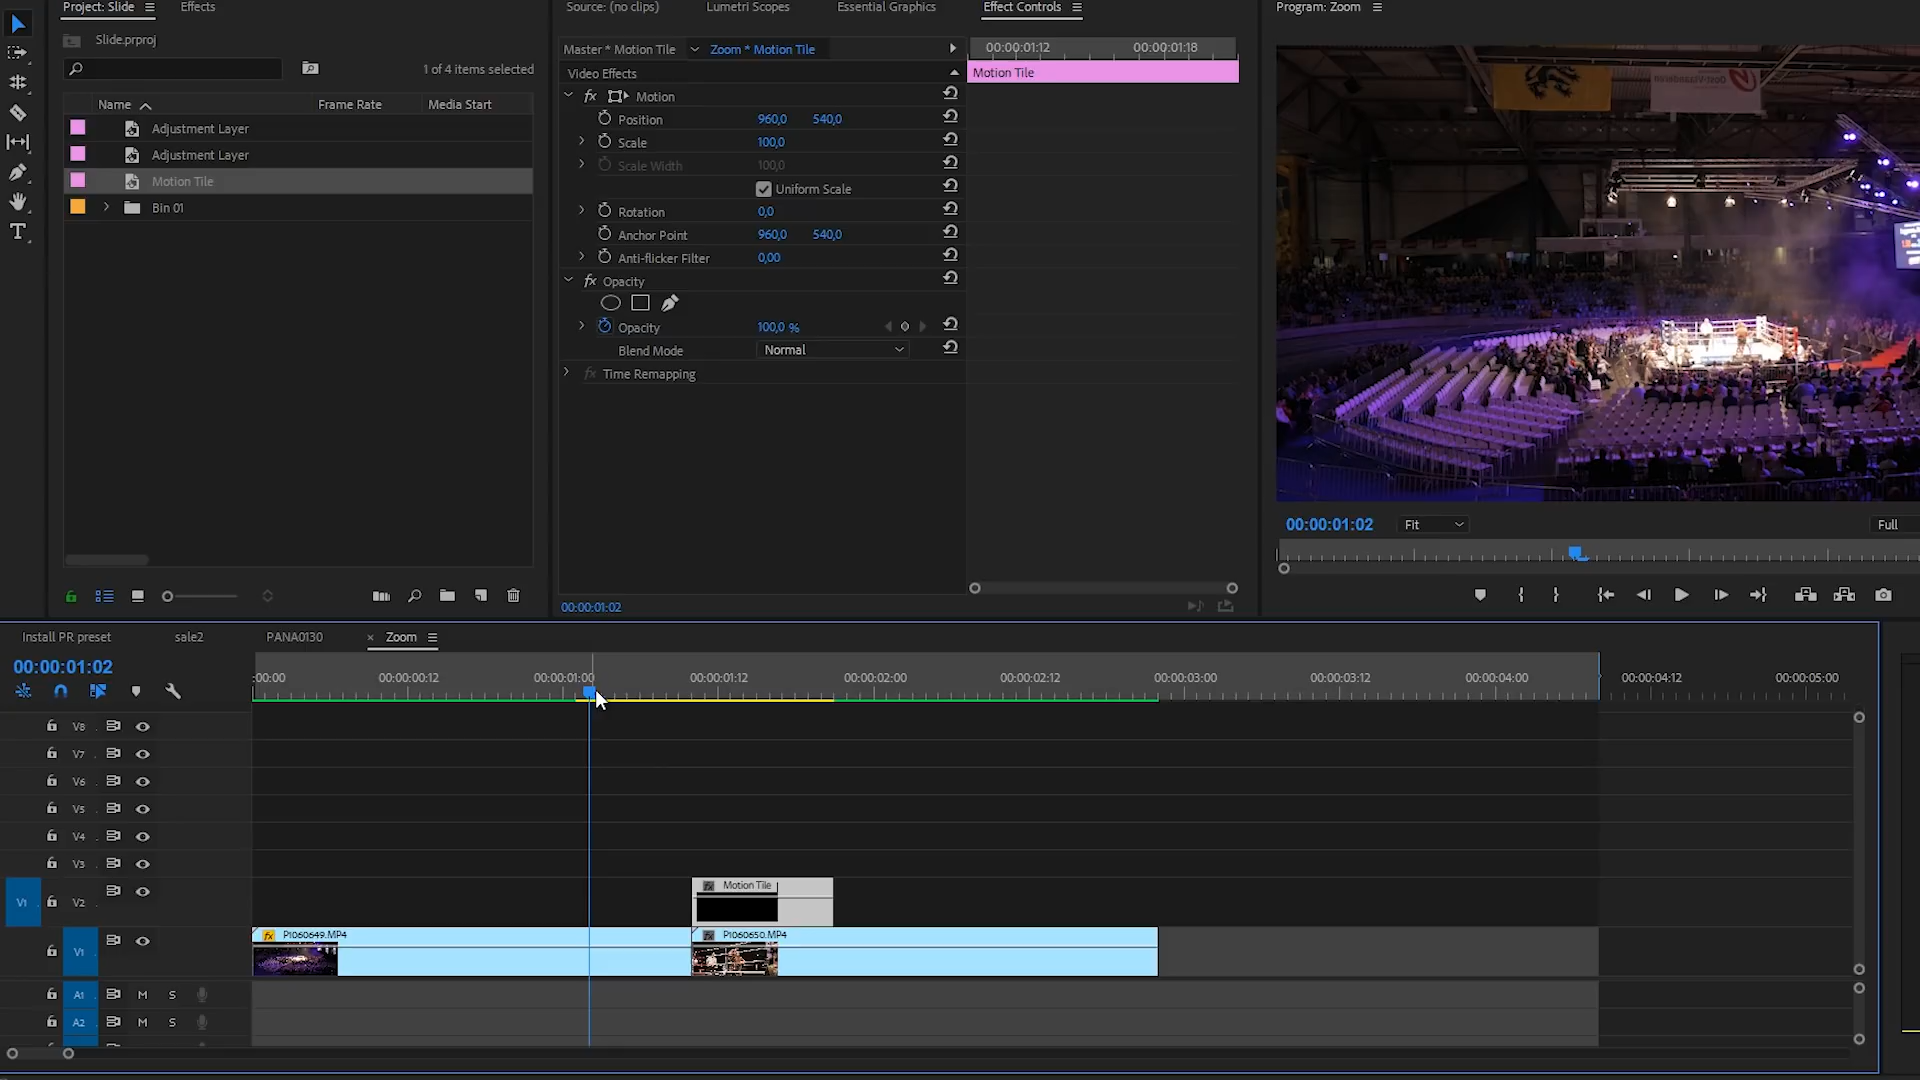 Project: Slide
Effects
Slide.prproj
1 of 4 items selected
Name
Frame Rate
Media Start
Adjustment Layer
Adjustment Layer
Motion Tile
Bin 01
Source: (no clips)
Lumetri Scopes
Essential Graphics
Effect Controls
Master * Motion Tile
Zoom * Motion Tile
00:00:01:12
00:00:01:18
Video Effects
Motion Tile
fx Motion
Position 960,0 540,0
Scale 100,0
Scale Width 100,0
Uniform Scale
Rotation 0,0
Anchor Point 960,0 540,0
Anti-flicker Filter 0,00
fx Opacity
Opacity 100,0 %
Blend Mode Normal
fx Time Remapping
00:00:01:02
Program: Zoom
00:00:01:02
Fit
Full
Install PR preset
sale2
PANA0130
× Zoom
00:00:01:02
:00:00
00:00:00:12
00:00:01:00
00:00:01:12
00:00:02:00
00:00:02:12
00:00:03:00
00:00:03:12
00:00:04:00
00:00:04:12
00:00:05:00
V8
V7
V6
V5
V4
V3
V1 V2
fx Motion Tile
V1
fx P1060649.MP4
fx P1060650.MP4
A1 M S
A2 M S